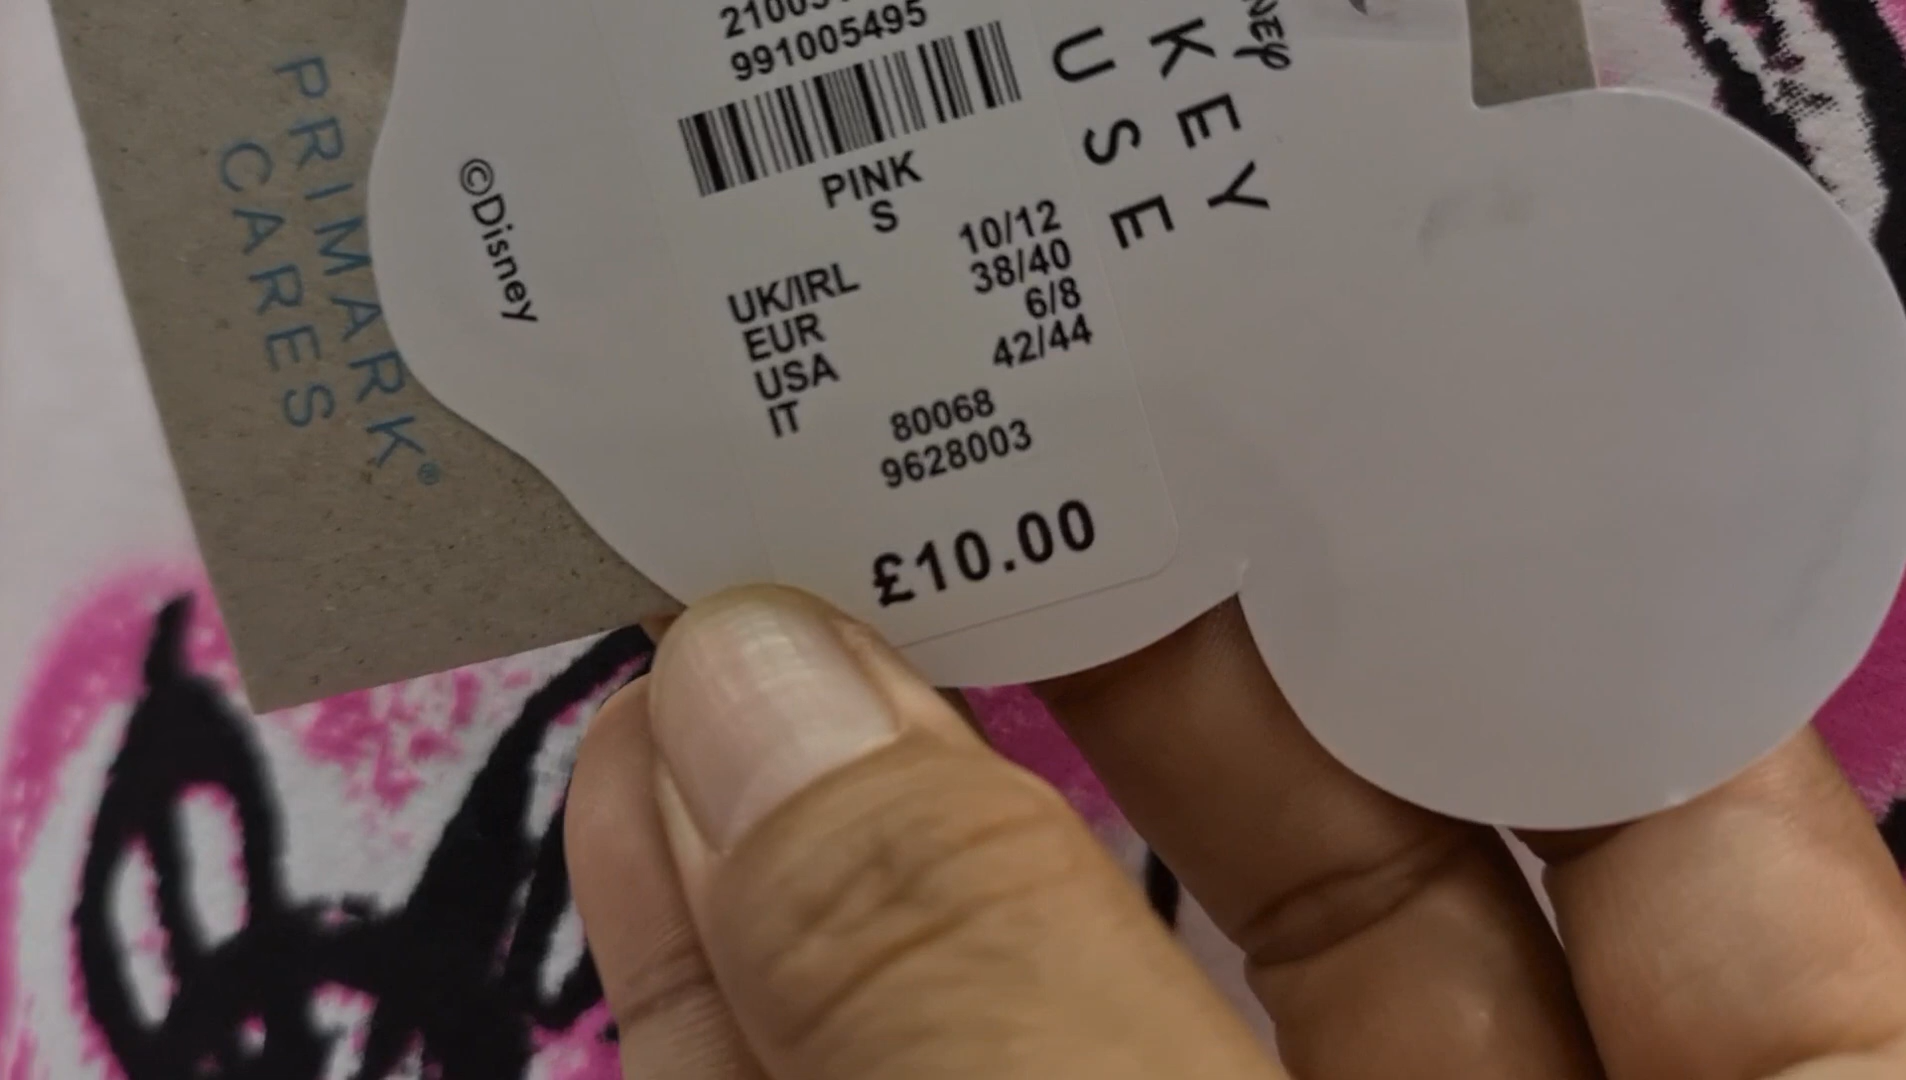 991005495
PINK
S
UK/IRL 10/12
EUR 38/40
USA 6/8
IT 42/44
80068
9628003
£10.00
©Disney
PRIMARK®
CARES
KEY
USE